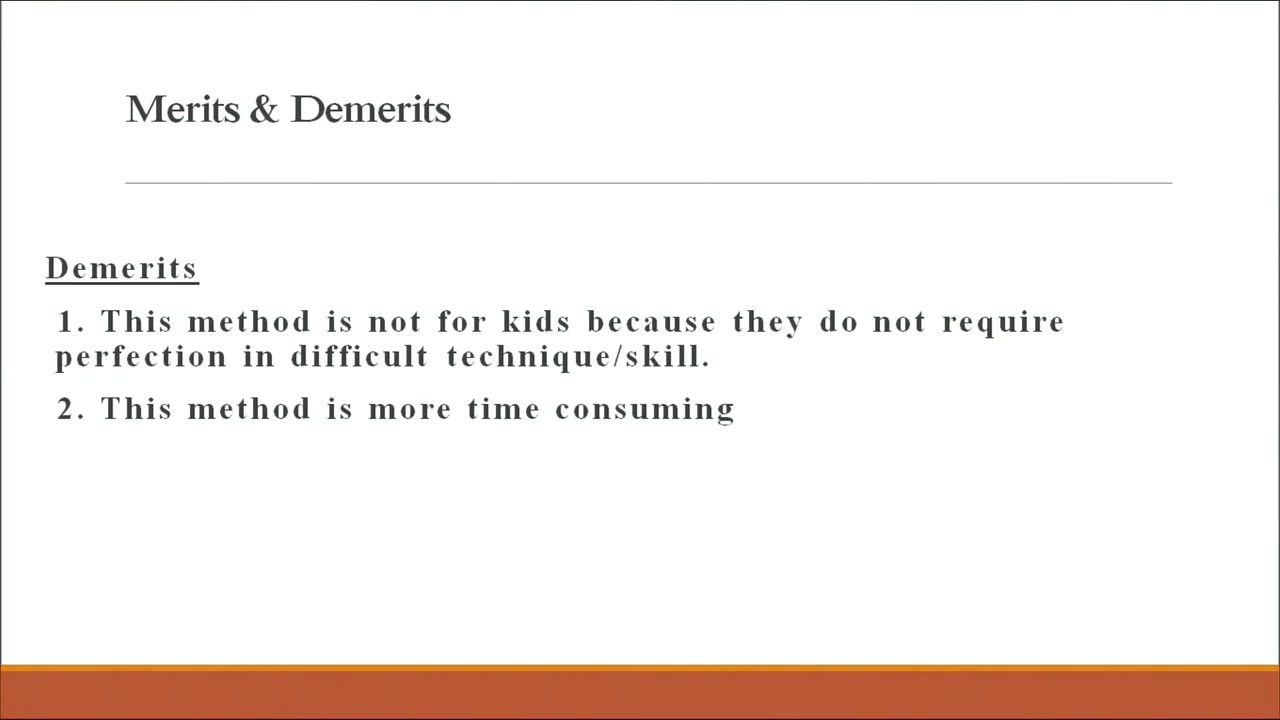 Merits & Demerits
Demerits
1. This method is not for kids because they do not require
perfection in difficult technique/skill.
2. This method is more time consuming